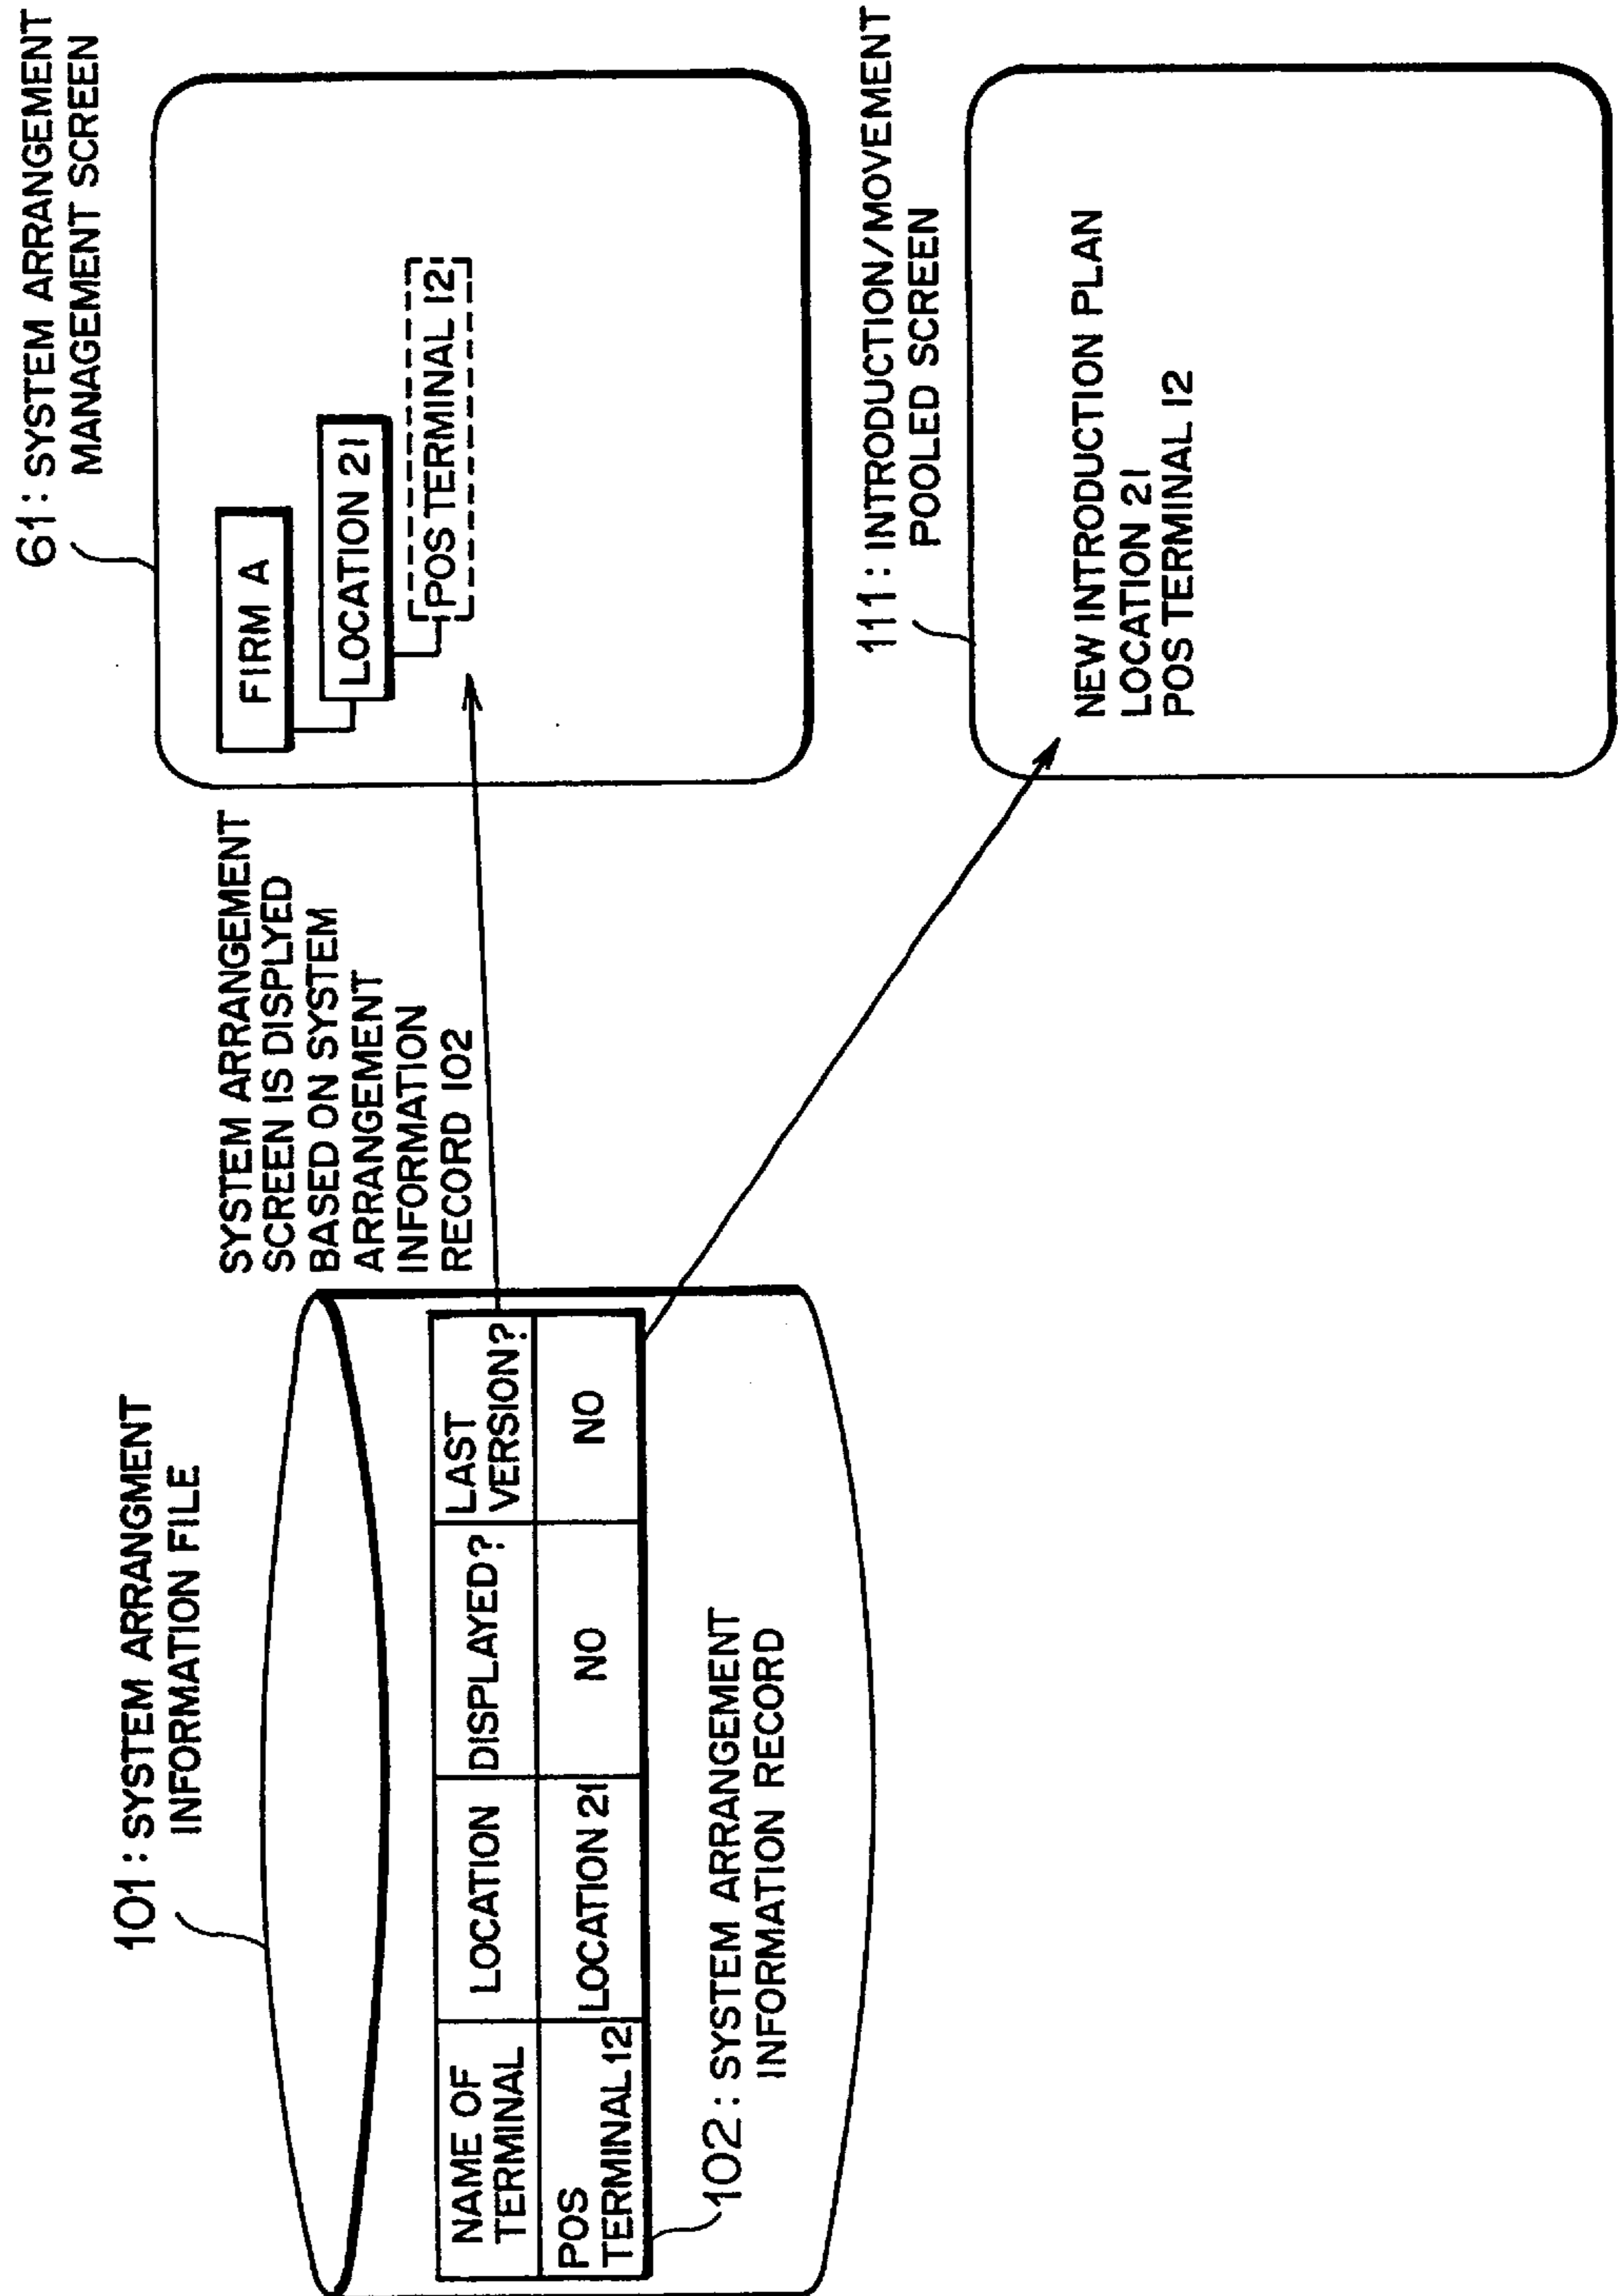 101: SYSTEM ARRANGMENT
INFORMATION FILE
NAME OF
TERMINAL
LOCATION
DISPLAYED?
LAST
VERSION?
POS
TERMINAL 12
LOCATION 21
NO
NO
102: SYSTEM ARRANGEMENT
INFORMATION RECORD
SYSTEM ARRANGEMENT
SCREEN IS DISPLYED
BASED ON SYSTEM
ARRANGEMENT
INFORMATION
RECORD 102
61: SYSTEM ARRANGEMENT
MANAGEMENT SCREEN
FIRM A
LOCATION 21
POS TERMINAL 12
111: INTRODUCTION/MOVEMENT
POOLED SCREEN
NEW INTRODUCTION PLAN
LOCATION 21
POS TERMINAL 12